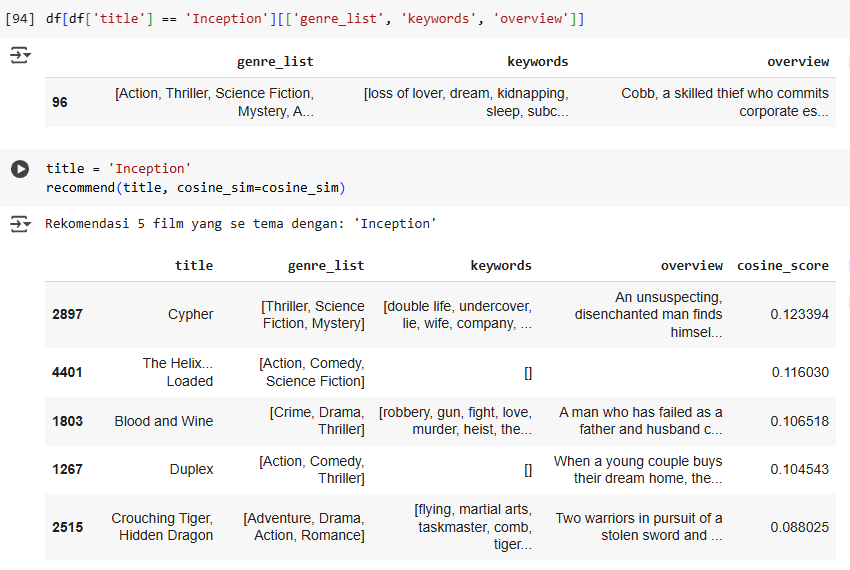 [94] df[df['title'] == 'Inception'][['genre_list', 'keywords', 'overview']]
genre_list keywords overview
96 [Action, Thriller, Science Fiction, Mystery, A... [loss of lover, dream, kidnapping, sleep, subc... Cobb, a skilled thief who commits corporate es...
title = 'Inception'
recommend(title, cosine_sim=cosine_sim)
Rekomendasi 5 film yang se tema dengan: 'Inception'
title genre_list keywords overview cosine_score
2897 Cypher [Thriller, Science Fiction, Mystery] [double life, undercover, lie, wife, company, ... An unsuspecting, disenchanted man finds himsel... 0.123394
4401 The Helix... Loaded [Action, Comedy, Science Fiction] [] 0.116030
1803 Blood and Wine [Crime, Drama, Thriller] [robbery, gun, fight, love, murder, heist, the... A man who has failed as a father and husband c... 0.106518
1267 Duplex [Action, Comedy, Thriller] [] When a young couple buys their dream home, the... 0.104543
2515 Crouching Tiger, Hidden Dragon [Adventure, Drama, Action, Romance] [flying, martial arts, taskmaster, comb, tiger... Two warriors in pursuit of a stolen sword and ... 0.088025